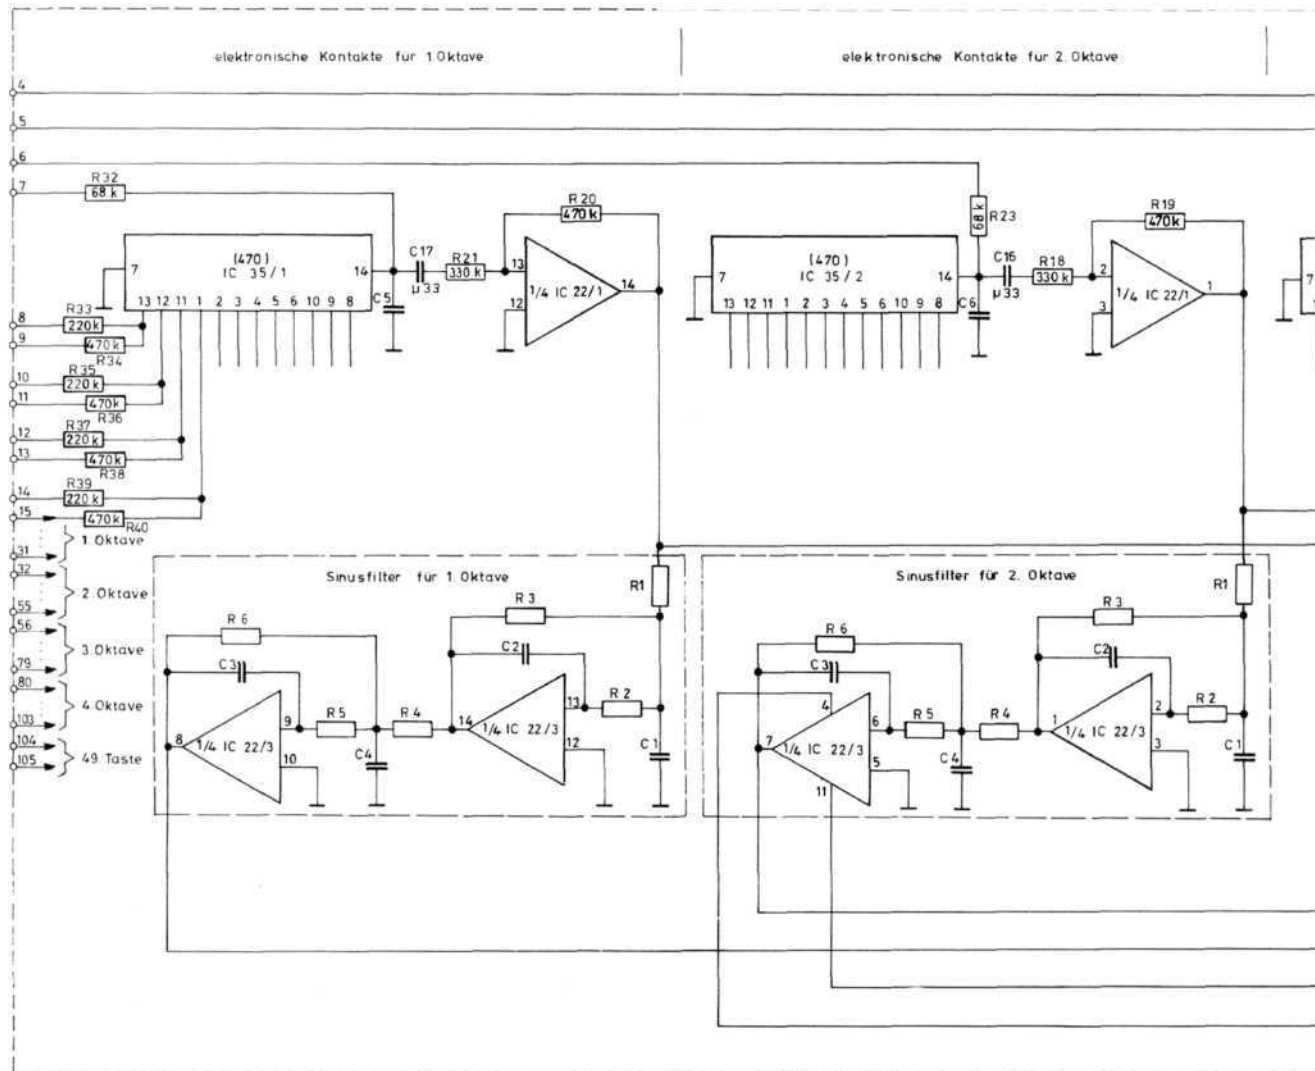 elektronische Kontakte für 1.Oktave
elektronische Kontakte für 2. Oktave
4
5
6
7
R32
68 k
R20
470 k
R 23
68 k
R19
470 k
(470)
IC 35/1
7
14
13 12 11 1 2 3 4 5 6 10 9 8
C17
µ33
R21
330 k
C5
13
12
1/4 IC 22/1
14
(470)
IC 35/2
7
14
13 12 11 1 2 3 4 5 6 10 9 8
C16
µ33
R18
330 k
C6
2
3
1/4 IC 22/1
1
7
8
R33
220 k
9
470 k
R34
10
R35
220 k
11
470k
R36
12
R37
220 k
13
470k
R38
14
R39
220 k
15
470k
R40
1. Oktave
31
32
2. Oktave
55
56
3. Oktave
79
80
4. Oktave
103
104
49 Taste
105
Sinusfilter für 1. Oktave
R1
R 3
R 6
C2
C3
R 2
R 5
R 4
C4
C1
8
1/4 IC 22/3
9
10
14
1/4 IC 22/3
13
12
Sinusfilter für 2. Oktave
R1
R 3
R 6
C2
C3
R 2
R 5
R 4
C4
C1
7
1/4 IC 22/3
4
6
5
11
1
1/4 IC 22/3
2
3